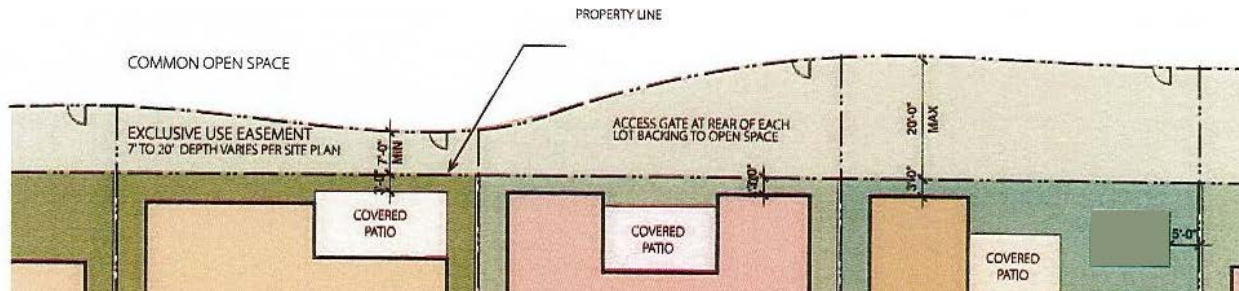 PROPERTY LINE
COMMON OPEN SPACE
EXCLUSIVE USE EASEMENT
7' TO 20' DEPTH VARIES PER SITE PLAN
7'-0"
MIN
3'-0"
ACCESS GATE AT REAR OF EACH
LOT BACKING TO OPEN SPACE
20'-0"
MAX
3'-0"
COVERED
PATIO
COVERED
PATIO
COVERED
PATIO
5'-0"